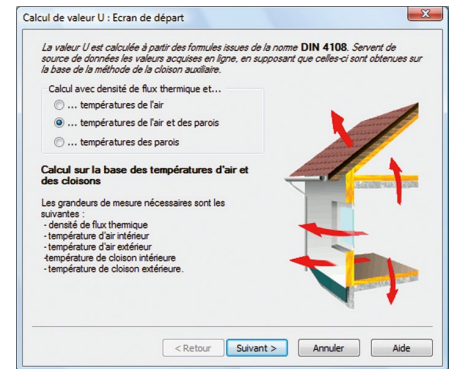 Calcul de valeur U : Ecran de départ
La valeur U est calculée à partir des formules issues de la nome DIN 4108. Servent de
source de données les valeurs acquises en ligne, en supposant que celles-ci sont obtenues sur
la base de la méthode de la cloison auxiliaire.
Calcul avec densité de flux thermique et...
... températures de l'air
... températures de l'air et des parois
... températures des parois
Calcul sur la base des températures d'air et
des cloisons
Les grandeurs de mesure nécessaires sont les
suivantes :
- densité de flux thermique
- température d'air intérieur
- température d'air extérieur
-température de cloison intérieure
- température de cloison extérieure.
< Retour
Suivant >
Annuler
Aide